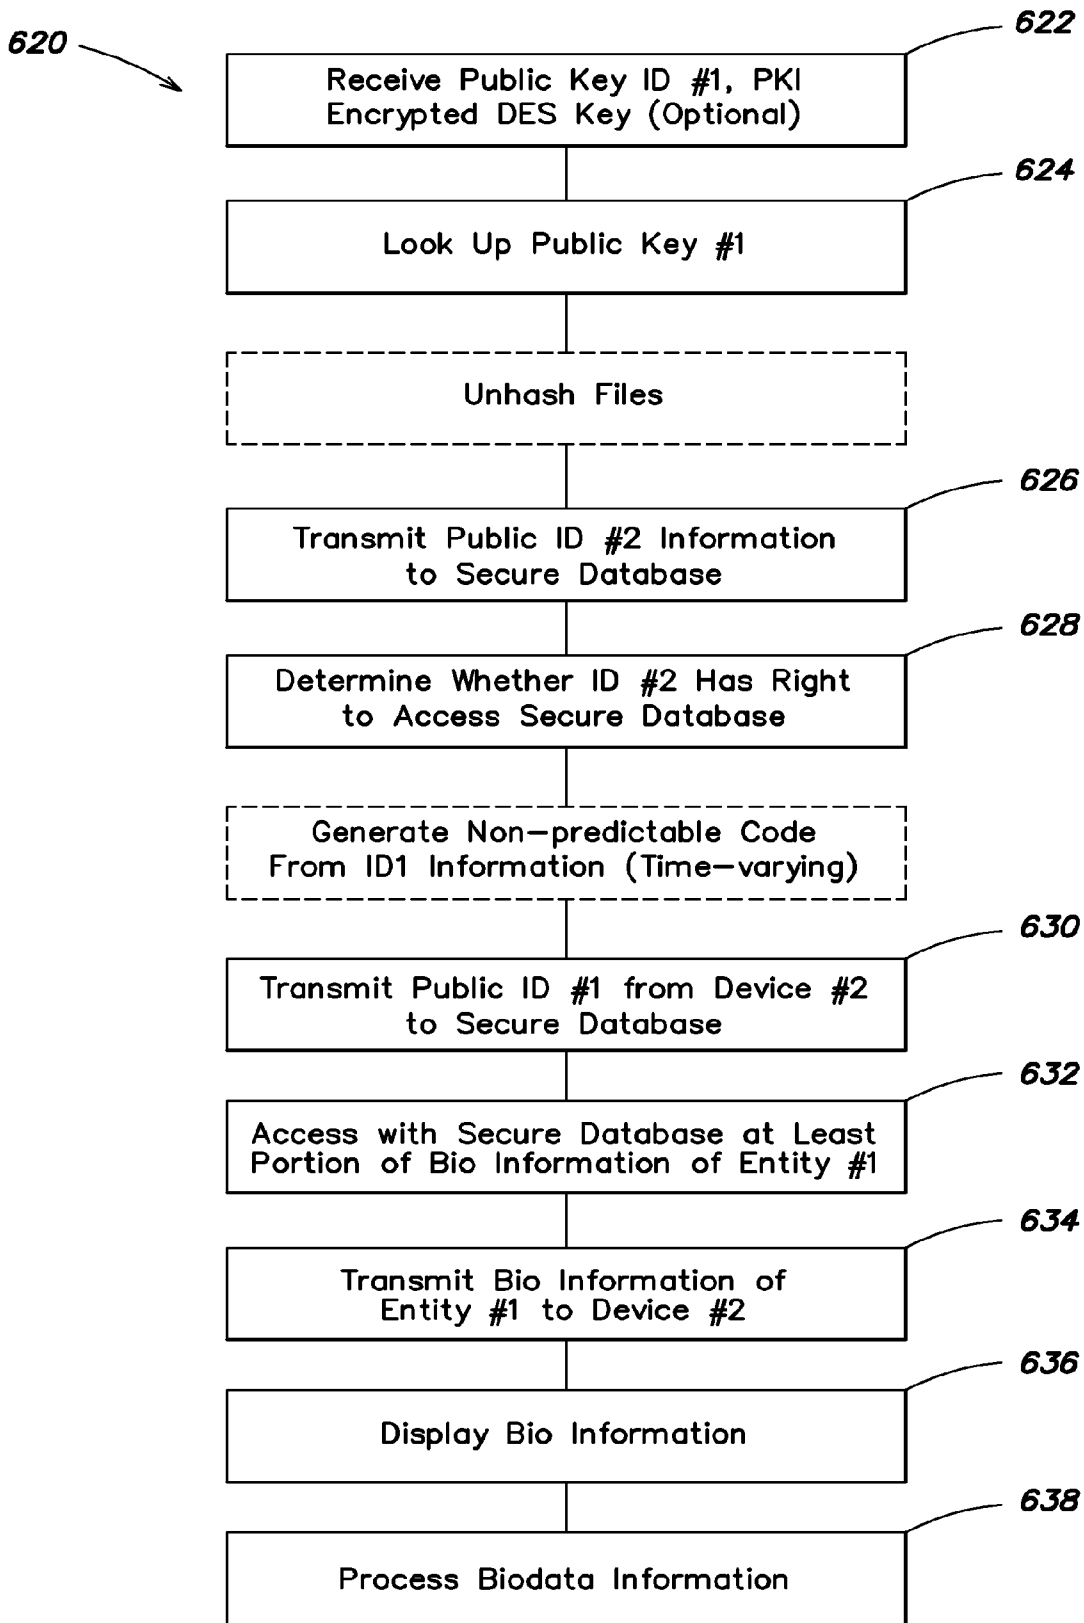 620
622
Receive Public Key ID #1, PKI
Encrypted DES Key (Optional)
624
Look Up Public Key #1
Unhash Files
626
Transmit Public ID #2 Information
to Secure Database
628
Determine Whether ID #2 Has Right
to Access Secure Database
Generate Non-predictable Code
From ID1 Information (Time-varying)
630
Transmit Public ID #1 from Device #2
to Secure Database
632
Access with Secure Database at Least
Portion of Bio Information of Entity #1
634
Transmit Bio Information of
Entity #1 to Device #2
636
Display Bio Information
638
Process Biodata Information